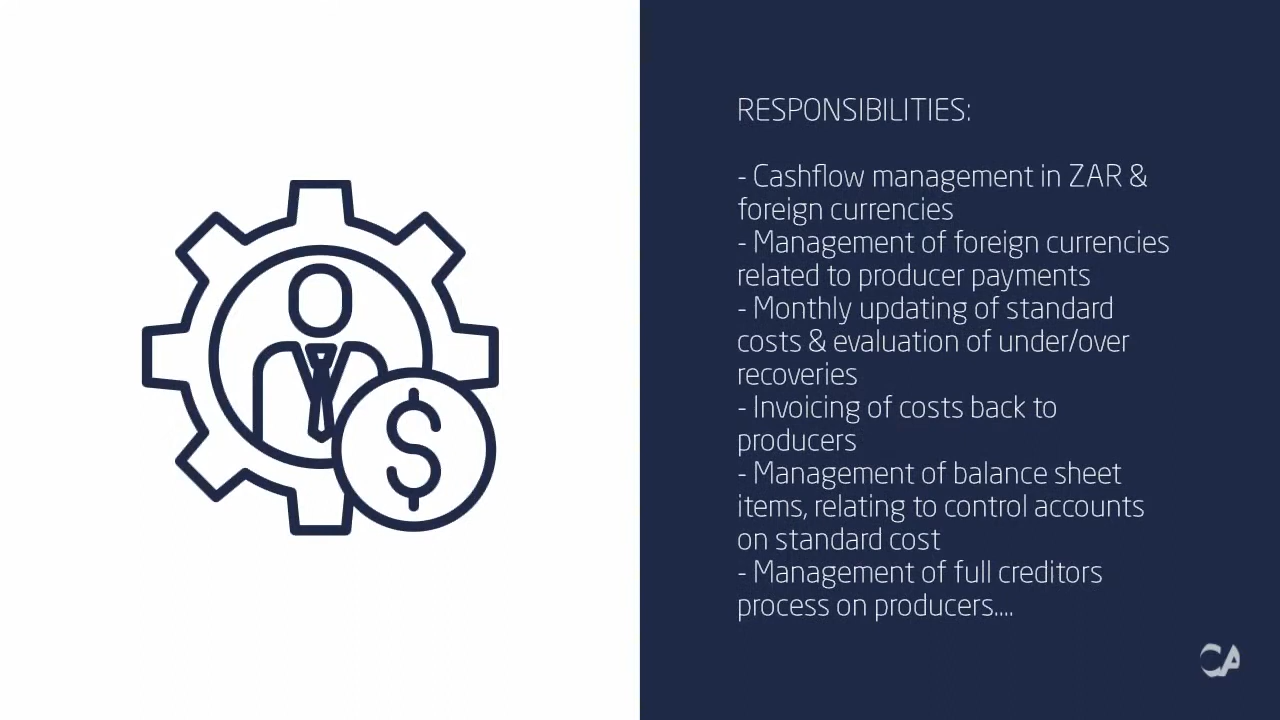 RESPONSIBILITIES:
- Cashflow management in ZAR &
foreign currencies
- Management of foreign currencies
related to producer payments
- Monthly updating of standard
costs & evaluation of under/over
recoveries
- Invoicing of costs back to
producers
- Management of balance sheet
items, relating to control accounts
on standard cost
- Management of full creditors
process on producers....
$
CA